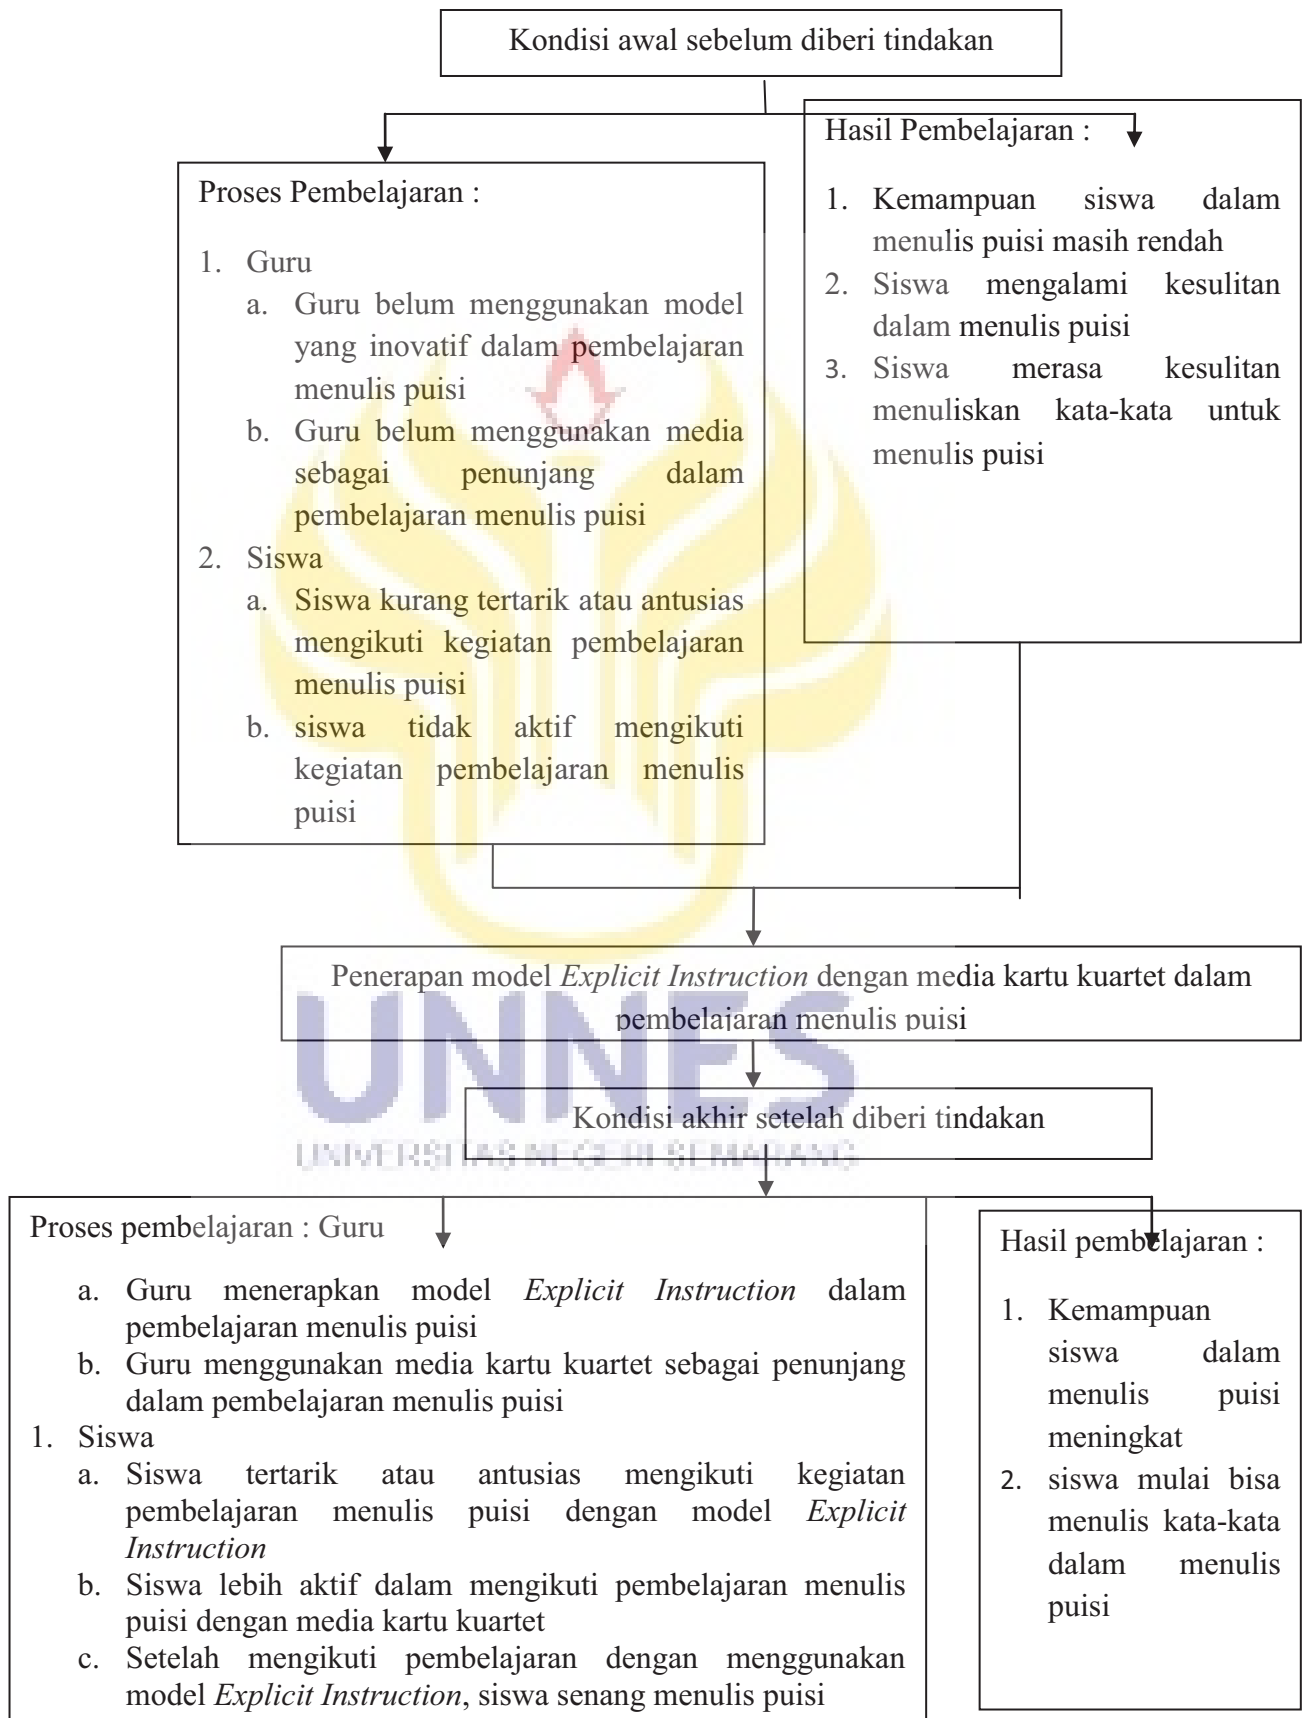 Kondisi awal sebelum diberi tindakan
Proses Pembelajaran :
1. Guru
a. Guru belum menggunakan model
yang inovatif dalam pembelajaran
menulis puisi
b. Guru belum menggunakan media
sebagai penunjang dalam
pembelajaran menulis puisi
2. Siswa
a. Siswa kurang tertarik atau antusias
mengikuti kegiatan pembelajaran
menulis puisi
b. siswa tidak aktif mengikuti
kegiatan pembelajaran menulis
puisi
Hasil Pembelajaran :
1. Kemampuan siswa dalam
menulis puisi masih rendah
2. Siswa mengalami kesulitan
dalam menulis puisi
3. Siswa merasa kesulitan
menuliskan kata-kata untuk
menulis puisi
Penerapan model Explicit Instruction dengan media kartu kuartet dalam
pembelajaran menulis puisi
UNNES
Kondisi akhir setelah diberi tindakan
UNIVERSITAS NEGERI SEMARANG
Proses pembelajaran : Guru
a. Guru menerapkan model Explicit Instruction dalam
pembelajaran menulis puisi
b. Guru menggunakan media kartu kuartet sebagai penunjang
dalam pembelajaran menulis puisi
1. Siswa
a. Siswa tertarik atau antusias mengikuti kegiatan
pembelajaran menulis puisi dengan model Explicit
Instruction
b. Siswa lebih aktif dalam mengikuti pembelajaran menulis
puisi dengan media kartu kuartet
c. Setelah mengikuti pembelajaran dengan menggunakan
model Explicit Instruction, siswa senang menulis puisi
Hasil pembelajaran :
1. Kemampuan
siswa dalam
menulis puisi
meningkat
2. siswa mulai bisa
menulis kata-kata
dalam menulis
puisi